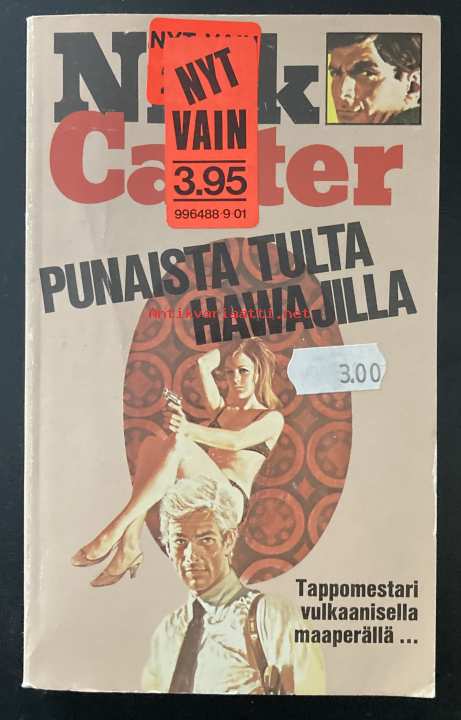 NYT VAIN
Nick
NYT
VAIN
3.95
996488-9-01
Carter
PUNAISTA TULTA
HAWAJILLA
Antikvariaatti.net
3.00
Tappomestari
vulkaanisella
maaperällä ...